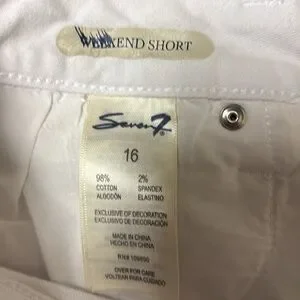 WEEKEND SHORT
Seven7
16
98% 2%
COTTON SPANDEX
ALGODÓN ELASTINO
EXCLUSIVE OF DECORATION
EXCLUSIVO DE DECORACIÓN
MADE IN CHINA
HECHO EN CHINA
OVER FOR CARE
VOLTEAR PARA CUIDADO